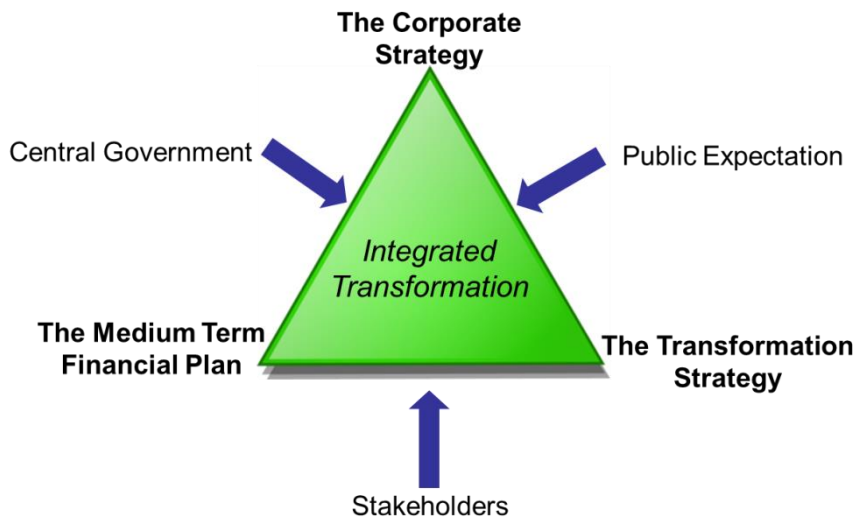 The Corporate
Strategy
Central Government
Public Expectation
Integrated
Transformation
The Medium Term
Financial Plan
The Transformation
Strategy
Stakeholders